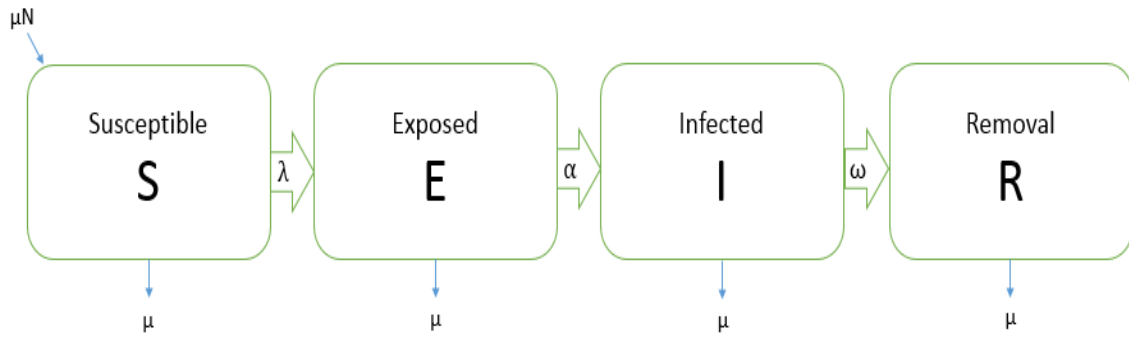 μN
Susceptible
S
λ
Exposed
E
α
Infected
I
ω
Removal
R
μ
μ
μ
μ